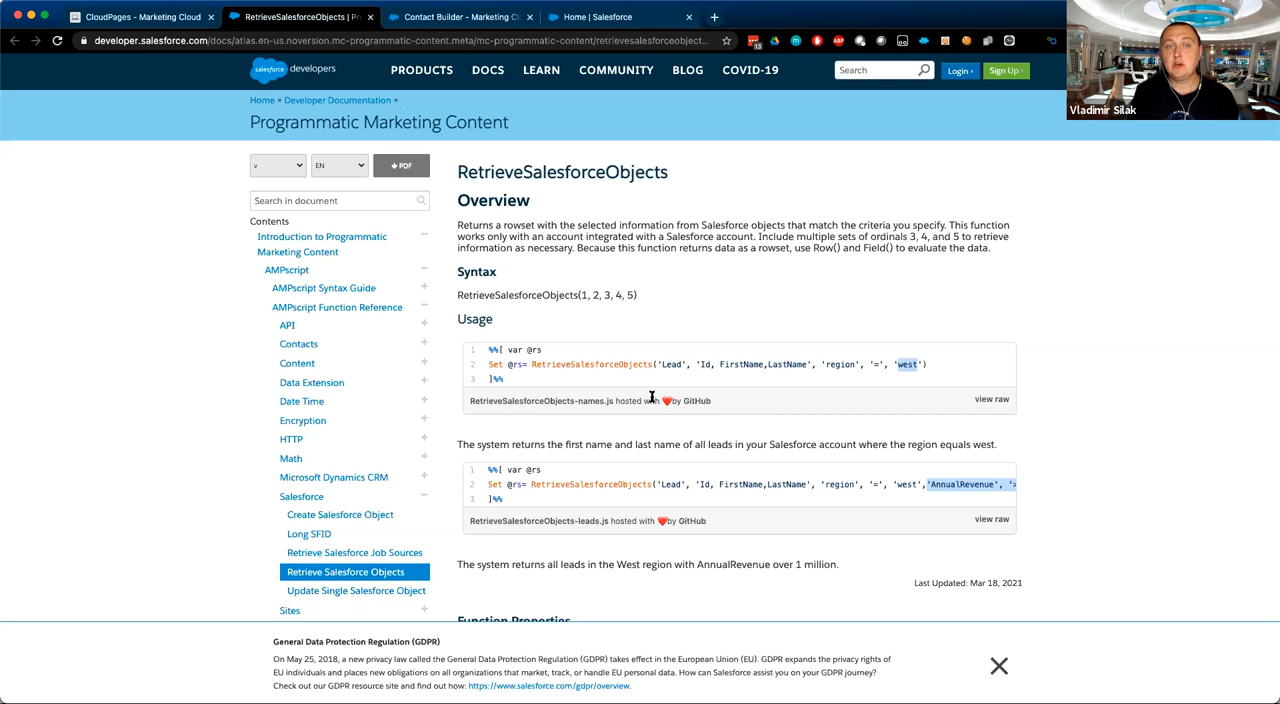 CloudPages - Marketing Cloud
RetrieveSalesforceObjects | Pr
Contact Builder - Marketing Cl
Home | Salesforce
developer.salesforce.com/docs/atlas.en-us.noversion.mc-programmatic-content.meta/mc-programmatic-content/retrievesalesforceobject...
13
ABP
Vladimir Silak
salesforce developers
PRODUCTS DOCS LEARN COMMUNITY BLOG COVID-19
Search
Login ›
Sign Up ›
Home » Developer Documentation »
Programmatic Marketing Content
v
EN
PDF
Search in document
Contents
Introduction to Programmatic
Marketing Content
AMPscript
AMPscript Syntax Guide
AMPscript Function Reference
API
Contacts
Content
Data Extension
Date Time
Encryption
HTTP
Math
Microsoft Dynamics CRM
Salesforce
Create Salesforce Object
Long SFID
Retrieve Salesforce Job Sources
Retrieve Salesforce Objects
Update Single Salesforce Object
Sites
RetrieveSalesforceObjects
Overview
Returns a rowset with the selected information from Salesforce objects that match the criteria you specify. This function
works only with an account integrated with a Salesforce account. Include multiple sets of ordinals 3, 4, and 5 to retrieve
information as necessary. Because this function returns data as a rowset, use Row() and Field() to evaluate the data.
Syntax
RetrieveSalesforceObjects(1, 2, 3, 4, 5)
Usage
1 %%[ var @rs
2 Set @rs= RetrieveSalesforceObjects('Lead', 'Id, FirstName,LastName', 'region', '=', 'west')
3 ]%%
RetrieveSalesforceObjects-names.js hosted with ❤ by GitHub
view raw
The system returns the first name and last name of all leads in your Salesforce account where the region equals west.
1 %%[ var @rs
2 Set @rs= RetrieveSalesforceObjects('Lead', 'Id, FirstName,LastName', 'region', '=', 'west','AnnualRevenue', '>
3 ]%%
RetrieveSalesforceObjects-leads.js hosted with ❤ by GitHub
view raw
The system returns all leads in the West region with AnnualRevenue over 1 million.
Last Updated: Mar 18, 2021
Function Properties
General Data Protection Regulation (GDPR)
On May 25, 2018, a new privacy law called the General Data Protection Regulation (GDPR) takes effect in the European Union (EU). GDPR expands the privacy rights of
EU individuals and places new obligations on all organizations that market, track, or handle EU personal data. How can Salesforce assist you on your GDPR journey?
Check out our GDPR resource site and find out how: https://www.salesforce.com/gdpr/overview.